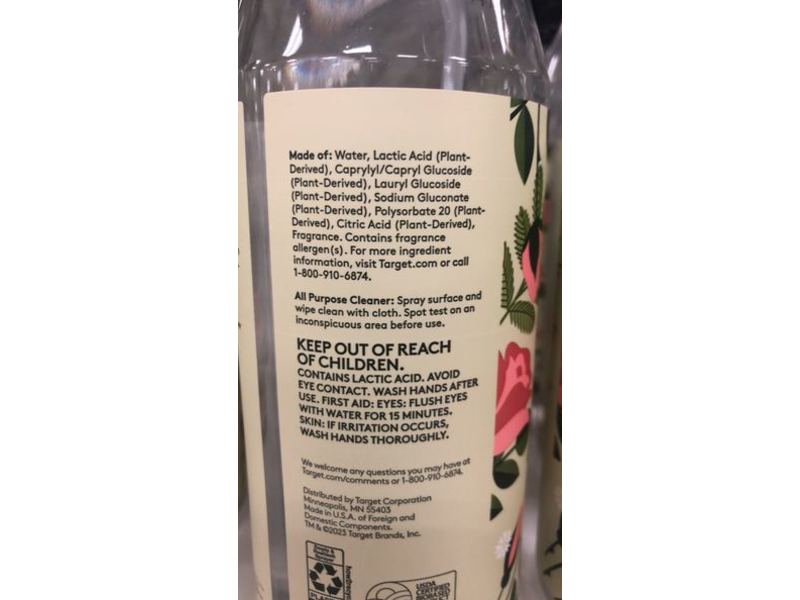 Made of: Water, Lactic Acid (Plant-
Derived), Caprylyl/Capryl Glucoside
(Plant-Derived), Lauryl Glucoside
(Plant-Derived), Sodium Gluconate
(Plant-Derived), Polysorbate 20 (Plant-
Derived), Citric Acid (Plant-Derived),
Fragrance. Contains fragrance
allergen(s). For more ingredient
information, visit Target.com or call
1-800-910-6874.
All Purpose Cleaner: Spray surface and
wipe clean with cloth. Spot test on an
inconspicuous area before use.
KEEP OUT OF REACH
OF CHILDREN.
CONTAINS LACTIC ACID. AVOID
EYE CONTACT. WASH HANDS AFTER
USE. FIRST AID: EYES: FLUSH EYES
WITH WATER FOR 15 MINUTES.
SKIN: IF IRRITATION OCCURS,
WASH HANDS THOROUGHLY.
We welcome any questions you may have at
Target.com/comments or 1-800-910-6874.
Distributed by Target Corporation
Minneapolis, MN 55403
Made in U.S.A. of Foreign and
Domestic Components.
TM & ©2023 Target Brands, Inc.
Sprayer
USDA
CERTIFIED
BIOBASED